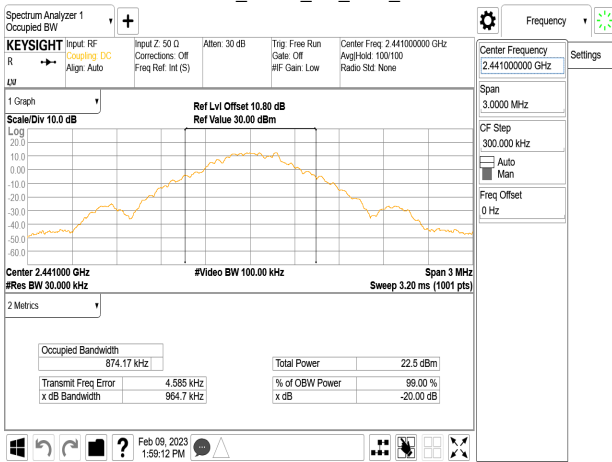 Spectrum Analyzer 1
Occupied BW
Frequency
KEYSIGHT
R
Input: RF
Coupling: DC
Align: Auto
Input Z: 50 Ω
Corrections: Off
Freq Ref: Int (S)
Atten: 30 dB
Trig: Free Run
Gate: Off
#IF Gain: Low
Center Freq: 2.441000000 GHz
Avg|Hold: 100/100
Radio Std: None
Center Frequency
2.441000000 GHz
Settings
Span
3.0000 MHz
CF Step
300.000 kHz
Auto
Man
Freq Offset
0 Hz
1 Graph
Scale/Div 10.0 dB
Ref Lvl Offset 10.80 dB
Ref Value 30.00 dBm
Log
20.0
10.0
0.00
-10.0
-20.0
-30.0
-40.0
-50.0
-60.0
Center 2.441000 GHz
#Video BW 100.00 kHz
Span 3 MHz
#Res BW 30.000 kHz
Sweep 3.20 ms (1001 pts)
2 Metrics
Occupied Bandwidth
874.17 kHz
Total Power 22.5 dBm
Transmit Freq Error 4.585 kHz
% of OBW Power 99.00 %
x dB Bandwidth 964.7 kHz
x dB -20.00 dB
Feb 09, 2023
1:59:12 PM